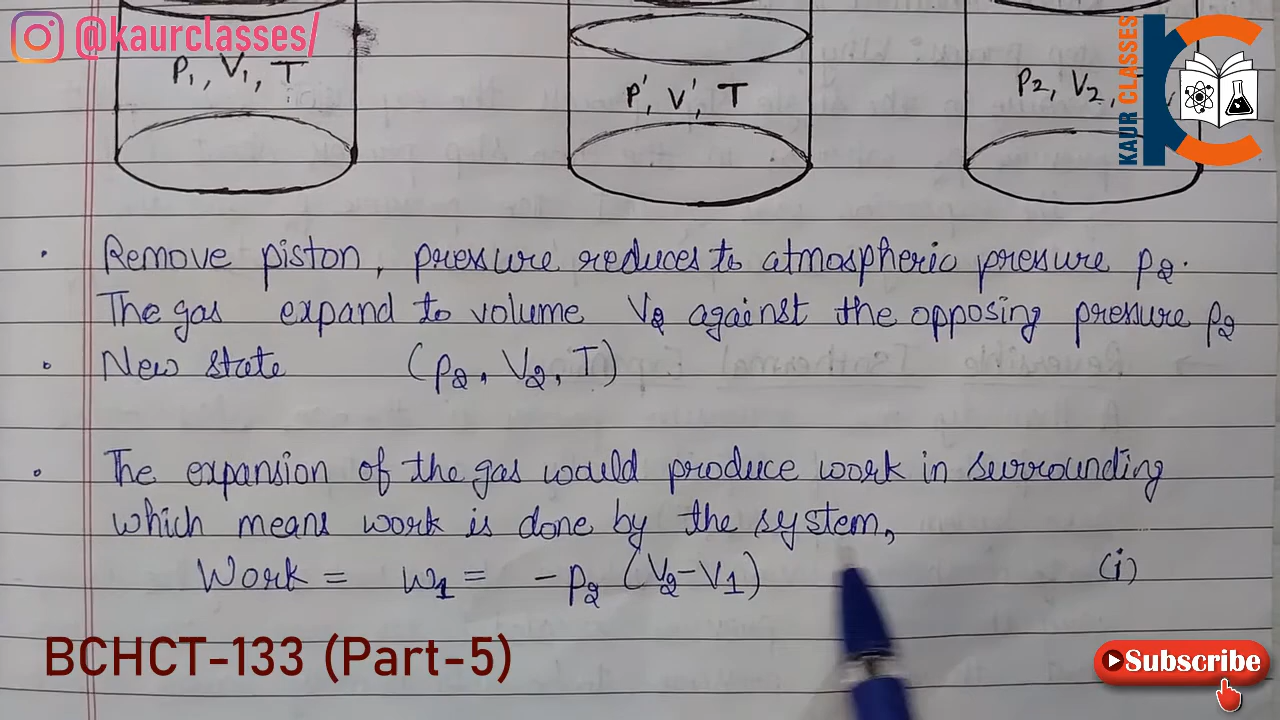 @kaurclasses/
P1, V1, T
P', V', T
P2, V2,
KAUR CLASSES
Remove piston, pressure reduces to atmospheric pressure P2.
The gas expand to volume V2 against the opposing pressure P2
New state (P2, V2, T)
The expansion of the gas would produce work in surrounding
which means work is done by the system,
Work = w1 = -P2 (V2-V1) (i)
BCHCT-133 (Part-5)
Subscribe